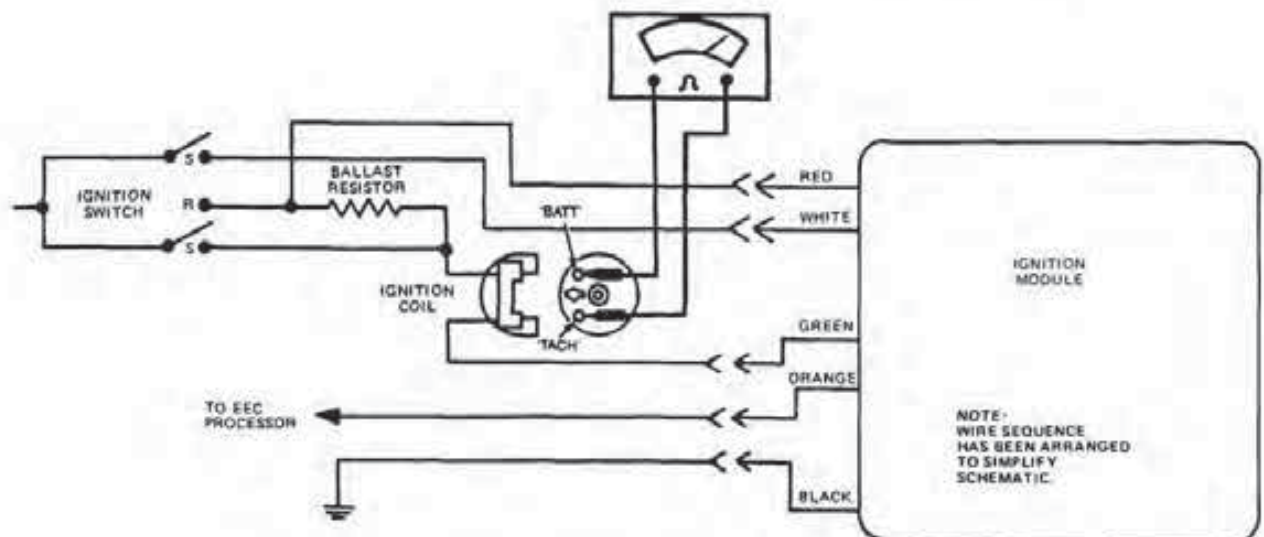 Ω
RED
S
BALLAST
RESISTOR
IGNITION
SWITCH
R
'BATT'
WHITE
S
IGNITION
MODULE
IGNITION
COIL
GREEN
'TACH'
ORANGE
TO EEC
PROCESSOR
NOTE-
WIRE SEQUENCE
HAS BEEN ARRANGED
TO SIMPLIFY
SCHEMATIC.
BLACK